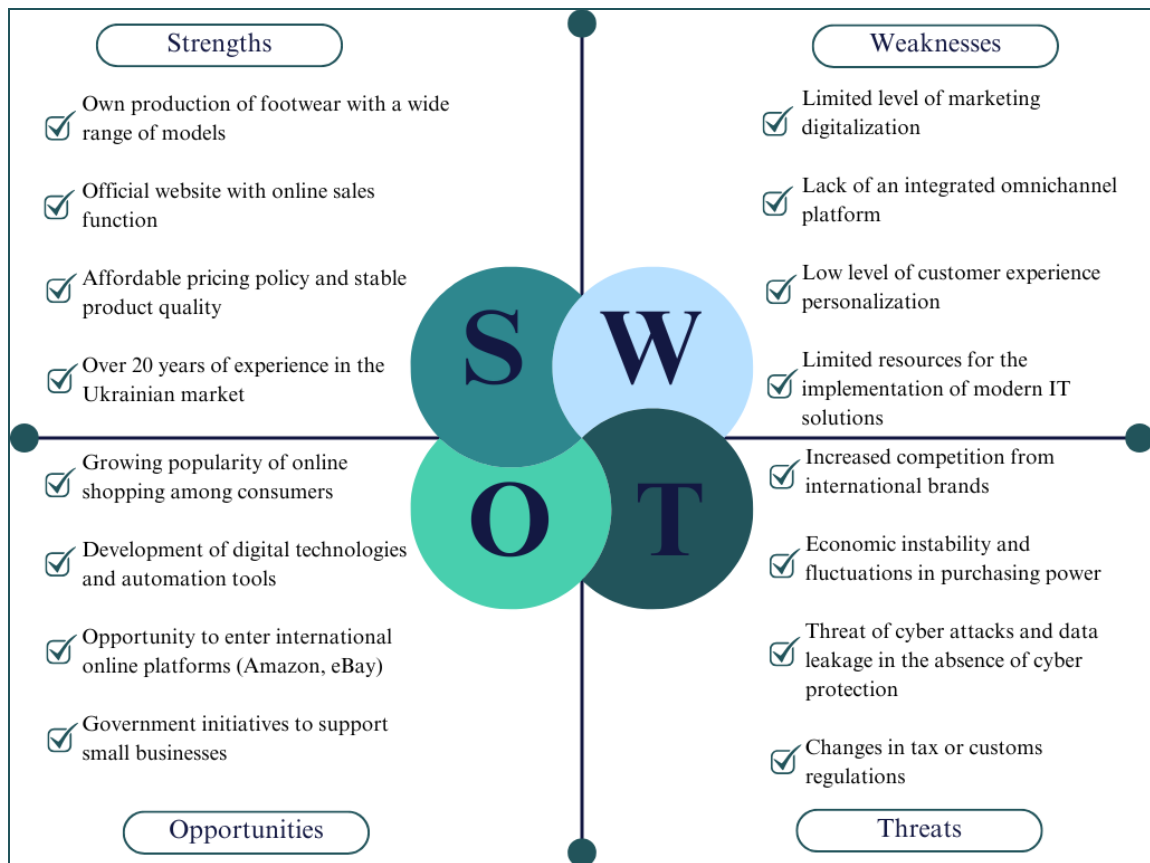 Strengths
Own production of footwear with a wide
range of models
Official website with online sales
function
Affordable pricing policy and stable
product quality
Over 20 years of experience in the
Ukrainian market
Weaknesses
Limited level of marketing
digitalization
Lack of an integrated omnichannel
platform
Low level of customer experience
personalization
Limited resources for the
implementation of modern IT
solutions
S
W
O
T
Growing popularity of online
shopping among consumers
Development of digital technologies
and automation tools
Opportunity to enter international
online platforms (Amazon, eBay)
Government initiatives to support
small businesses
Opportunities
Increased competition from
international brands
Economic instability and
fluctuations in purchasing power
Threat of cyber attacks and data
leakage in the absence of cyber
protection
Changes in tax or customs
regulations
Threats